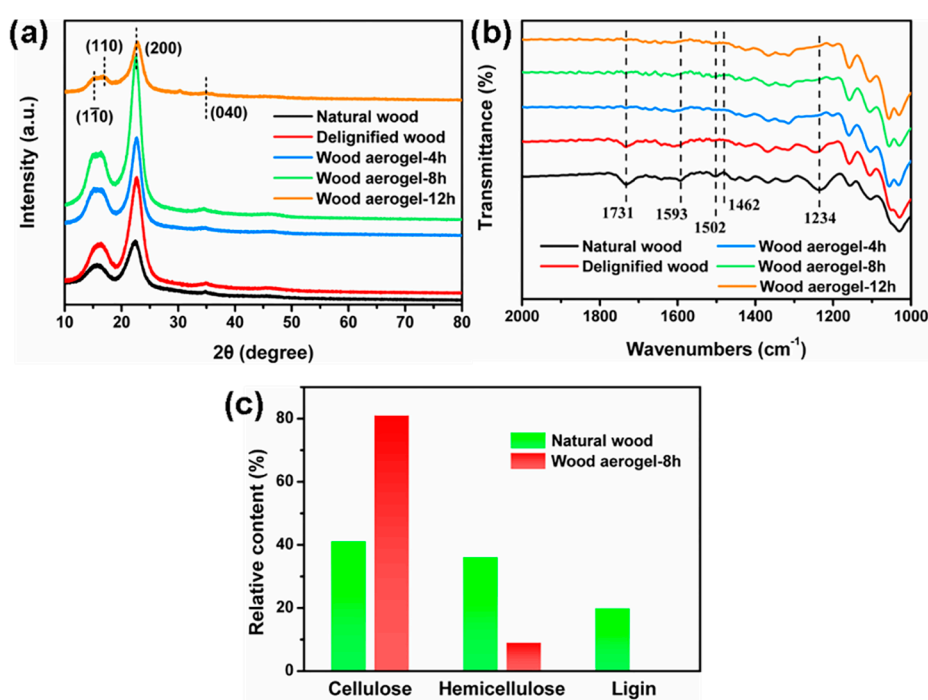 (a)
(110)
(200)
(11̅0)
(040)
Natural wood
Delignified wood
Wood aerogel-4h
Wood aerogel-8h
Wood aerogel-12h
Intensity (a.u.)
10 20 30 40 50 60 70 80
2θ (degree)
(b)
Transmittance (%)
1731 1593 1502 1462 1234
Natural wood
Delignified wood
Wood aerogel-4h
Wood aerogel-8h
Wood aerogel-12h
2000 1800 1600 1400 1200 1000
Wavenumbers (cm⁻¹)
(c)
Relative content (%)
80
60
40
20
0
Natural wood
Wood aerogel-8h
Cellulose Hemicellulose Ligin